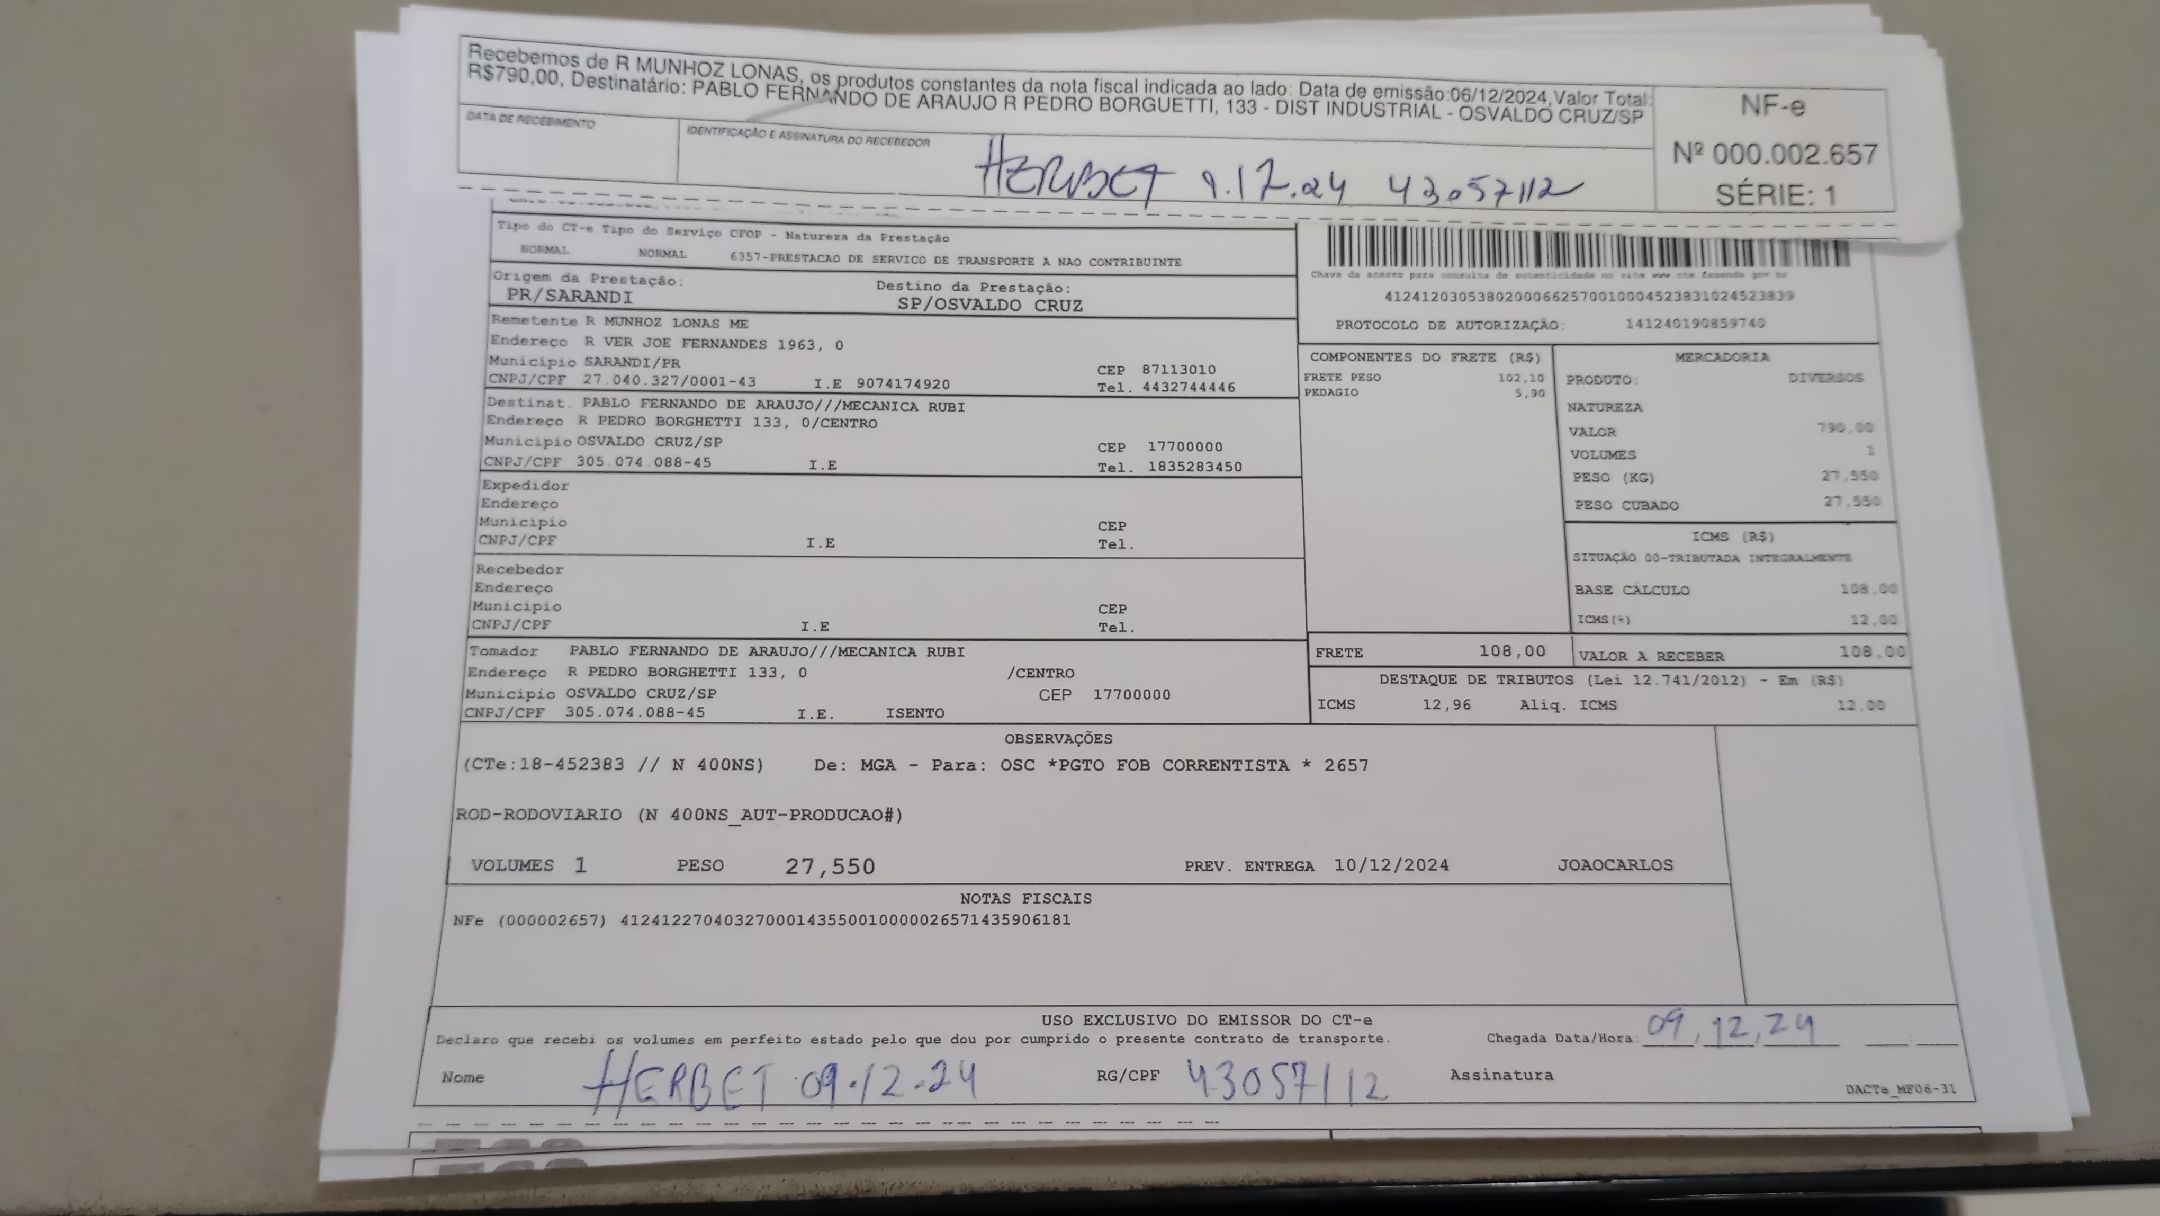 Recebemos de R MUNHOZ LONAS, os produtos constantes da nota fiscal indicada ao lado: Data de emissão:06/12/2024,Valor Total:
R$790,00, Destinatário: PABLO FERNANDO DE ARAUJO R PEDRO BORGUETTI, 133 - DIST INDUSTRIAL - OSVALDO CRUZ/SP
DATA DE RECEBIMENTO
IDENTIFICAÇÃO E ASSINATURA DO RECEBEDOR
HERBET 9.12.24 43057112
NF-e
Nº 000.002.657
SÉRIE: 1
Tipo do CT-e Tipo do Serviço CFOP - Natureza da Prestação
NORMAL NORMAL 6357-PRESTACAO DE SERVICO DE TRANSPORTE A NAO CONTRIBUINTE
Origem da Prestação: Destino da Prestação:
PR/SARANDI SP/OSVALDO CRUZ
Remetente R MUNHOZ LONAS ME
Endereço R VER JOE FERNANDES 1963, 0
Municipio SARANDI/PR CEP 87113010
CNPJ/CPF 27.040.327/0001-43 I.E 9074174920 Tel. 4432744446
Destinat. PABLO FERNANDO DE ARAUJO///MECANICA RUBI
Endereço R PEDRO BORGHETTI 133, 0/CENTRO
Municipio OSVALDO CRUZ/SP CEP 17700000
CNPJ/CPF 305.074.088-45 I.E Tel. 1835283450
Expedidor
Endereço
Municipio CEP
CNPJ/CPF I.E Tel.
Recebedor
Endereço
Municipio CEP
CNPJ/CPF I.E Tel.
Tomador PABLO FERNANDO DE ARAUJO///MECANICA RUBI
Endereço R PEDRO BORGHETTI 133, 0 /CENTRO
Municipio OSVALDO CRUZ/SP CEP 17700000
CNPJ/CPF 305.074.088-45 I.E. ISENTO
Chave de acesso para consulta de autenticidade no site www.cte.fazenda.gov.br
41241203053802000662570010004523831024523839
PROTOCOLO DE AUTORIZAÇÃO: 141240190859740
COMPONENTES DO FRETE (R$)
FRETE PESO 102,10
PEDAGIO 5,90
MERCADORIA
PRODUTO: DIVERSOS
NATUREZA
VALOR 790,00
VOLUMES 1
PESO (KG) 27,550
PESO CUBADO 27,550
ICMS (R$)
SITUAÇÃO 00-TRIBUTADA INTEGRALMENTE
BASE CÁLCULO 108,00
ICMS(%) 12,00
FRETE 108,00 VALOR A RECEBER 108,00
DESTAQUE DE TRIBUTOS (Lei 12.741/2012) - Em (R$)
ICMS 12,96 Aliq. ICMS 12,00
OBSERVAÇÕES
(CTe:18-452383 // N 400NS) De: MGA - Para: OSC *PGTO FOB CORRENTISTA * 2657
ROD-RODOVIARIO (N 400NS_AUT-PRODUCAO#)
VOLUMES 1 PESO 27,550 PREV. ENTREGA 10/12/2024 JOAOCARLOS
NOTAS FISCAIS
NFe (000002657) 41241227040327000143550010000026571435906181
USO EXCLUSIVO DO EMISSOR DO CT-e
Declaro que recebi os volumes em perfeito estado pelo que dou por cumprido o presente contrato de transporte. Chegada Data/Hora: 09,12,24
Nome HERBET 09.12.24 RG/CPF 43057112 Assinatura
DACTe_MF06-31